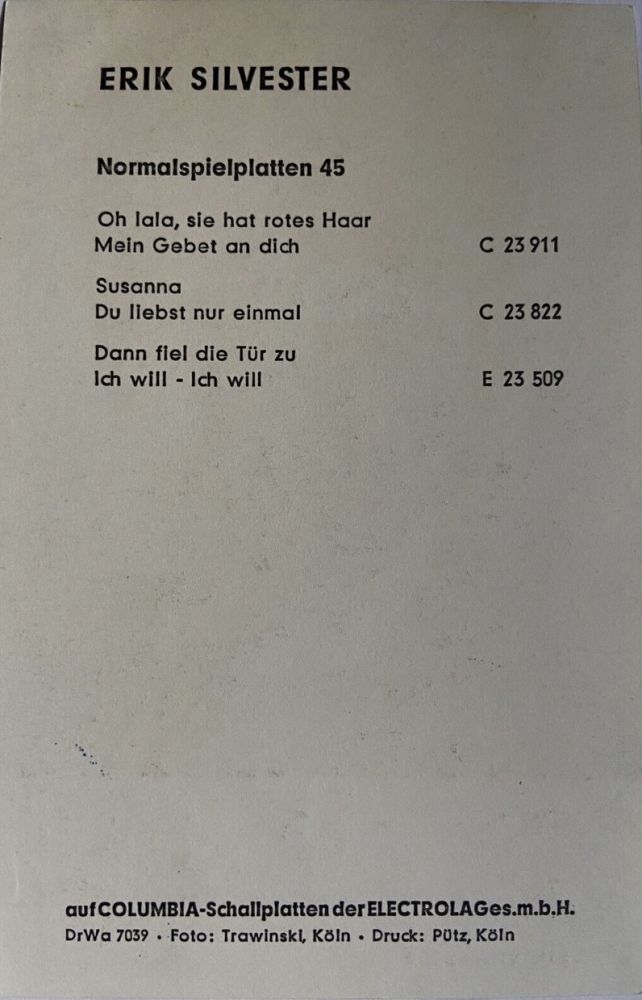 ERIK SILVESTER
Normalspielplatten 45
Oh lala, sie hat rotes Haar
Mein Gebet an dich C 23 911
Susanna
Du liebst nur einmal C 23 822
Dann fiel die Tür zu
Ich will - Ich will E 23 509
auf COLUMBIA-Schallplatten der ELECTROLA Ges.m.b.H.
DrWa 7039 • Foto: Trawinski, Köln • Druck: Pütz, Köln